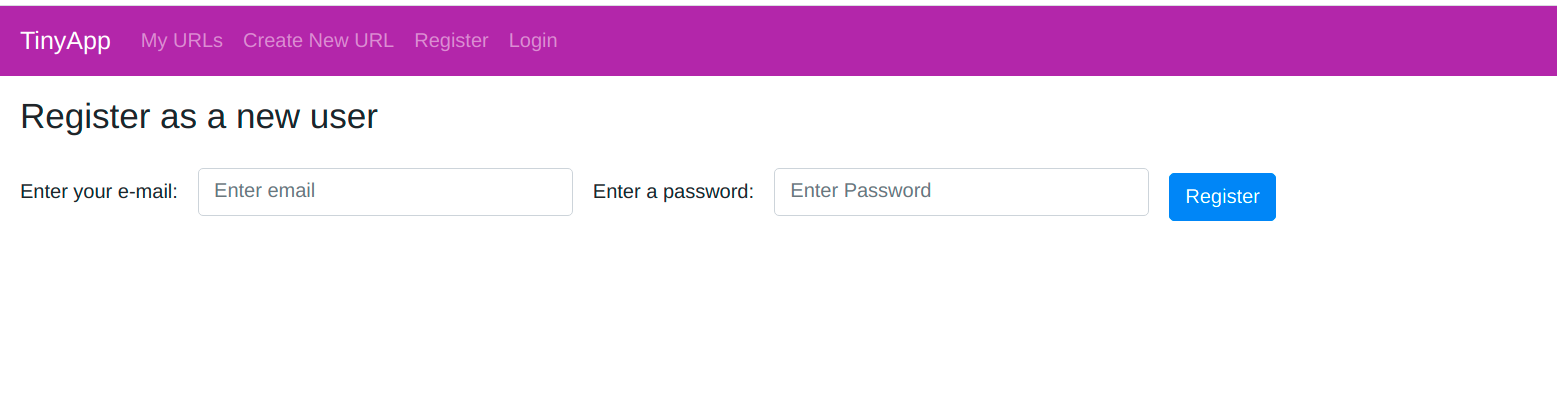 TinyApp My URLs Create New URL Register Login
Register as a new user
Enter your e-mail: Enter email Enter a password: Enter Password Register